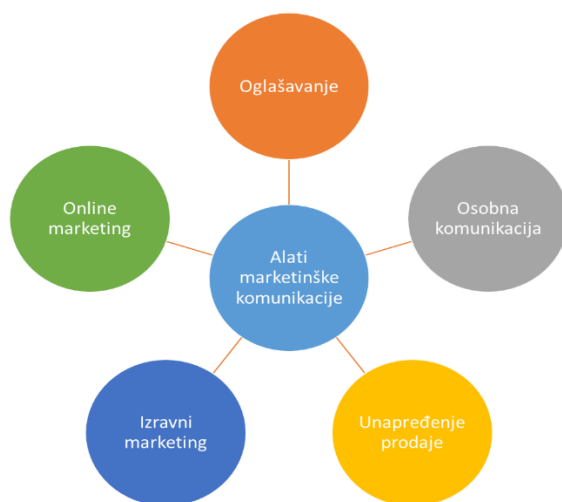 Oglašavanje
Online
marketing
Osobna
komunikacija
Alati
marketinške
komunikacije
Izravni
marketing
Unapređenje
prodaje